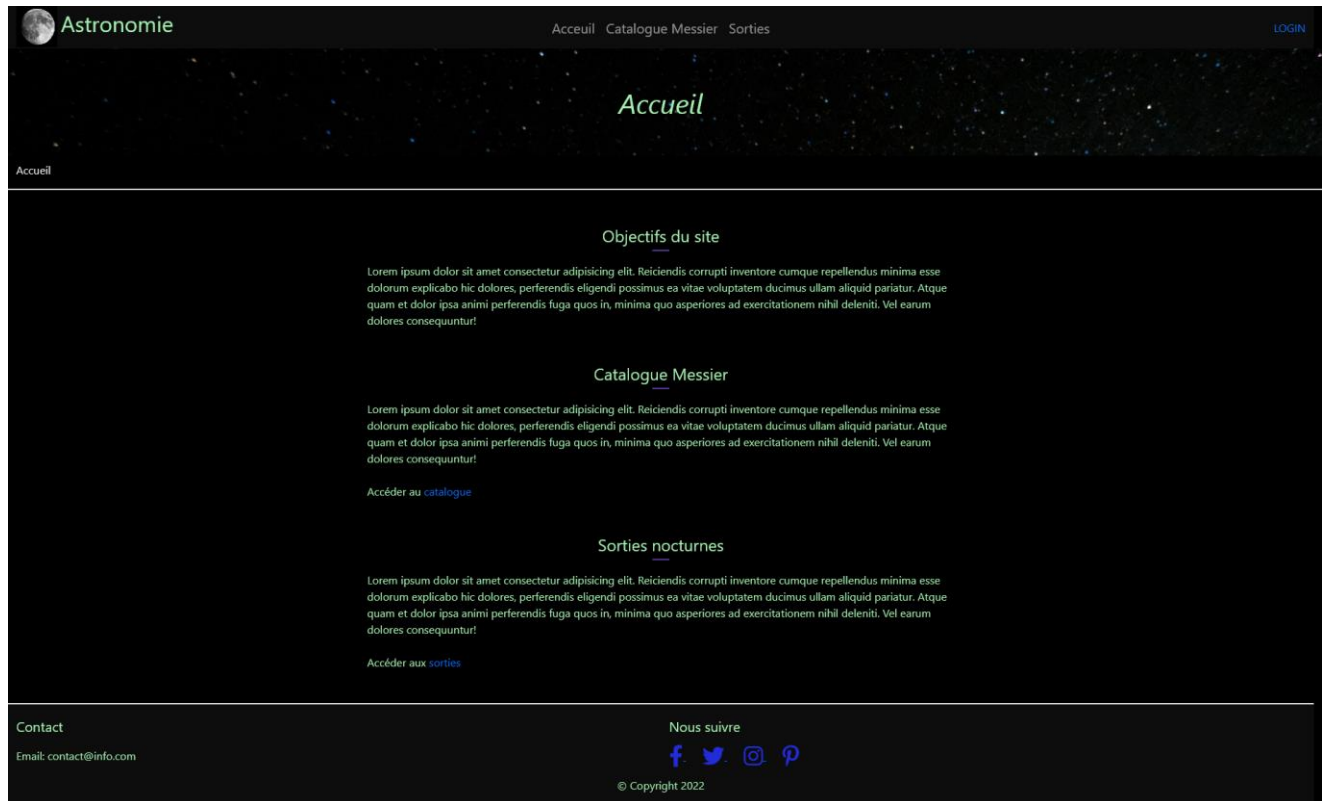 Astronomie
Acceuil Catalogue Messier Sorties
LOGIN
Accueil
Accueil
Objectifs du site
Lorem ipsum dolor sit amet consectetur adipisicing elit. Reiciendis corrupti inventore cumque repellendus minima esse
dolorum explicabo hic dolores, perferendis eligendi possimus ea vitae voluptatem ducimus ullam aliquid pariatur. Atque
quam et dolor ipsa animi perferendis fuga quos in, minima quo asperiores ad exercitationem nihil deleniti. Vel earum
dolores consequuntur!
Catalogue Messier
Lorem ipsum dolor sit amet consectetur adipisicing elit. Reiciendis corrupti inventore cumque repellendus minima esse
dolorum explicabo hic dolores, perferendis eligendi possimus ea vitae voluptatem ducimus ullam aliquid pariatur. Atque
quam et dolor ipsa animi perferendis fuga quos in, minima quo asperiores ad exercitationem nihil deleniti. Vel earum
dolores consequuntur!
Accéder au catalogue
Sorties nocturnes
Lorem ipsum dolor sit amet consectetur adipisicing elit. Reiciendis corrupti inventore cumque repellendus minima esse
dolorum explicabo hic dolores, perferendis eligendi possimus ea vitae voluptatem ducimus ullam aliquid pariatur. Atque
quam et dolor ipsa animi perferendis fuga quos in, minima quo asperiores ad exercitationem nihil deleniti. Vel earum
dolores consequuntur!
Accéder aux sorties
Contact
Email: contact@info.com
Nous suivre
© Copyright 2022